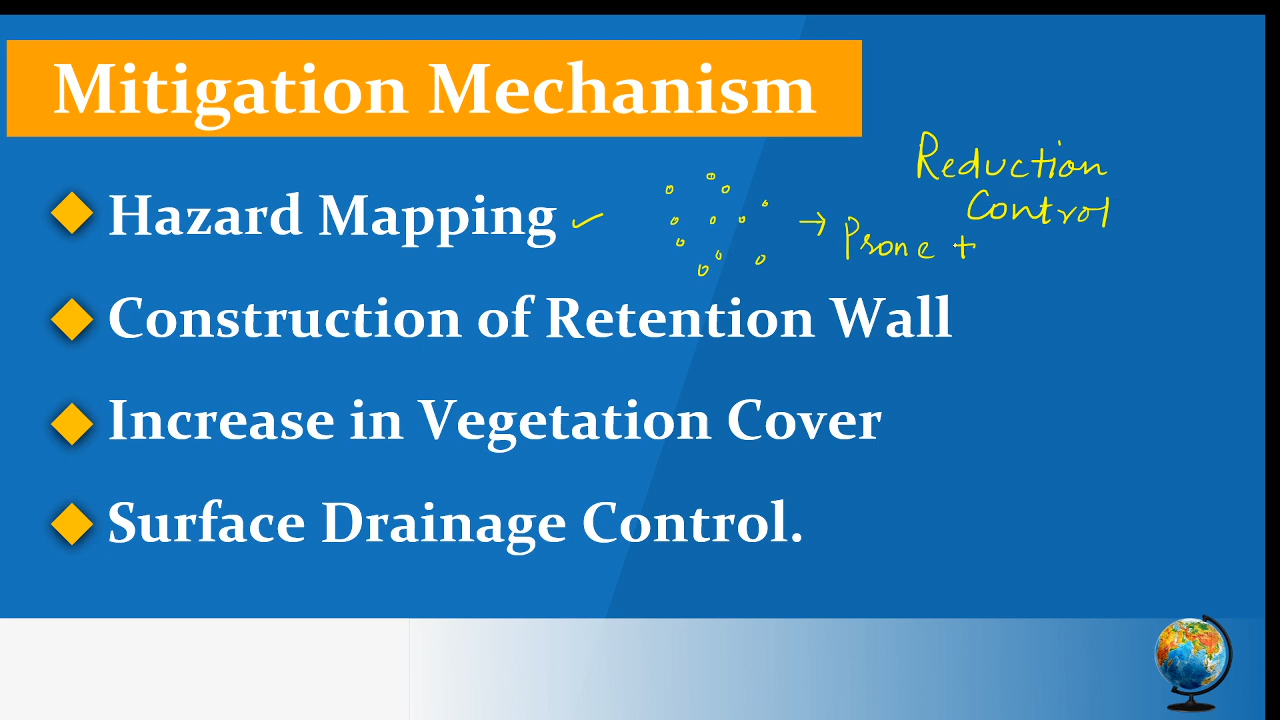 Mitigation Mechanism
Reduction
Control
Hazard Mapping ✓ → Prone +
Construction of Retention Wall
Increase in Vegetation Cover
Surface Drainage Control.